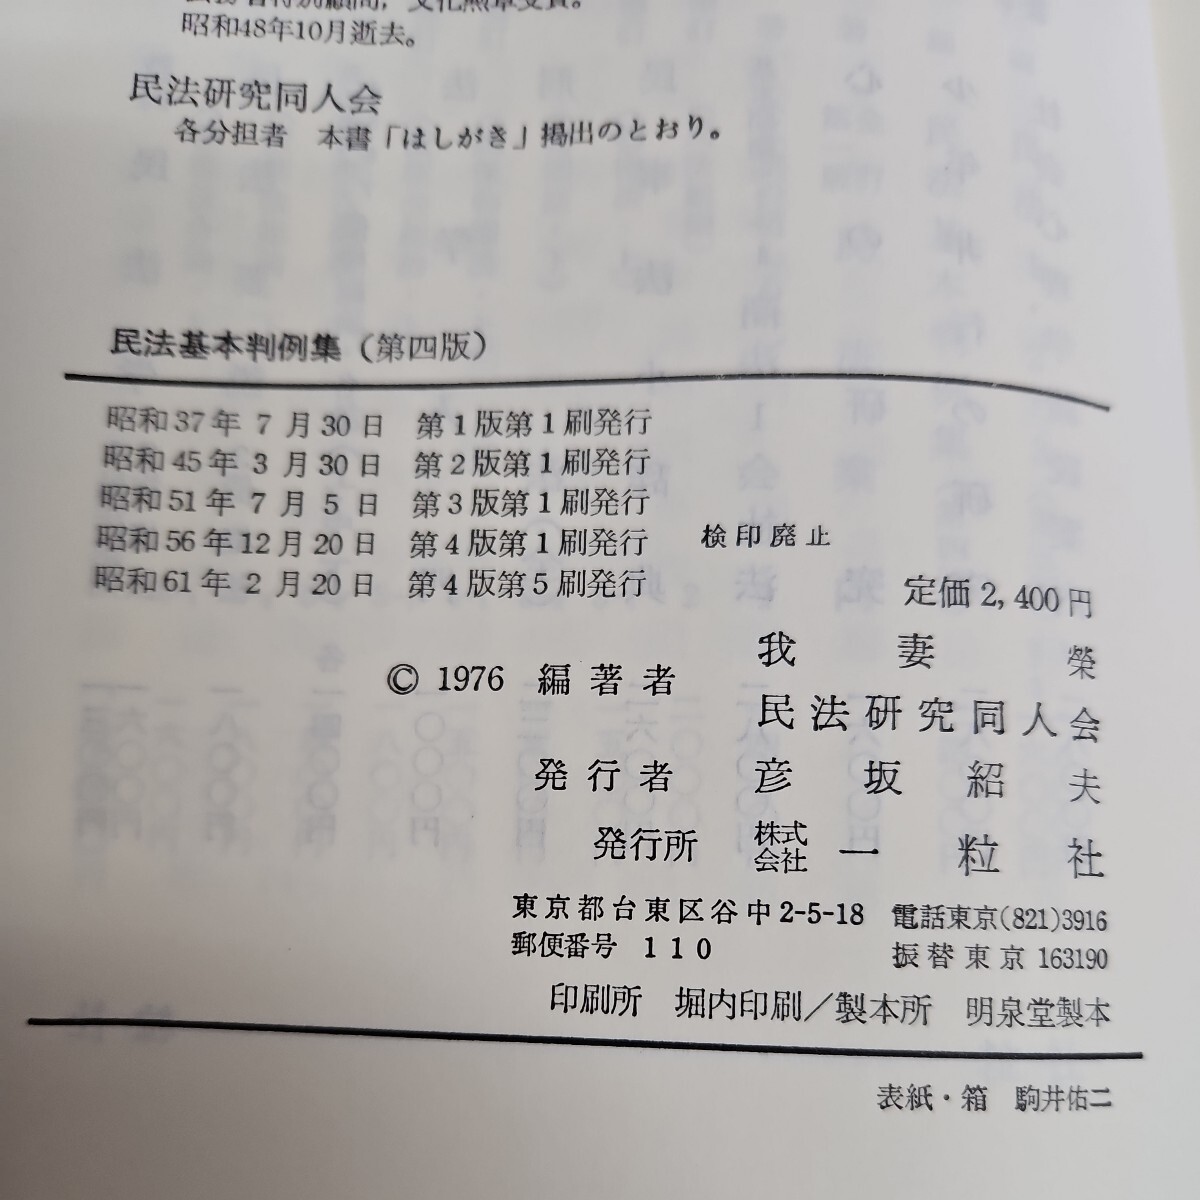 昭和48年10月逝去。
民法研究同人会
各分担者　本書「はしがき」掲出のとおり。
民法基本判例集（第四版）
昭和37年 7 月 30 日　第 1 版第 1 刷発行
昭和45年 3 月 30 日　第 2 版第 1 刷発行
昭和51年 7 月 5 日　第 3 版第 1 刷発行
昭和56年12月20日　第 4 版第 1 刷発行　検印廃止
昭和61年 2 月 20 日　第 4 版第 5 刷発行
定価 2,400円
© 1976 編著者　我妻榮
民法研究同人会
発行者　彦坂紹夫
発行所　株式会社 一粒社
東京都台東区谷中2-5-18　電話東京(821)3916
郵便番号 110　振替東京 163190
印刷所　堀内印刷／製本所　明泉堂製本
表紙・箱　駒井佑二